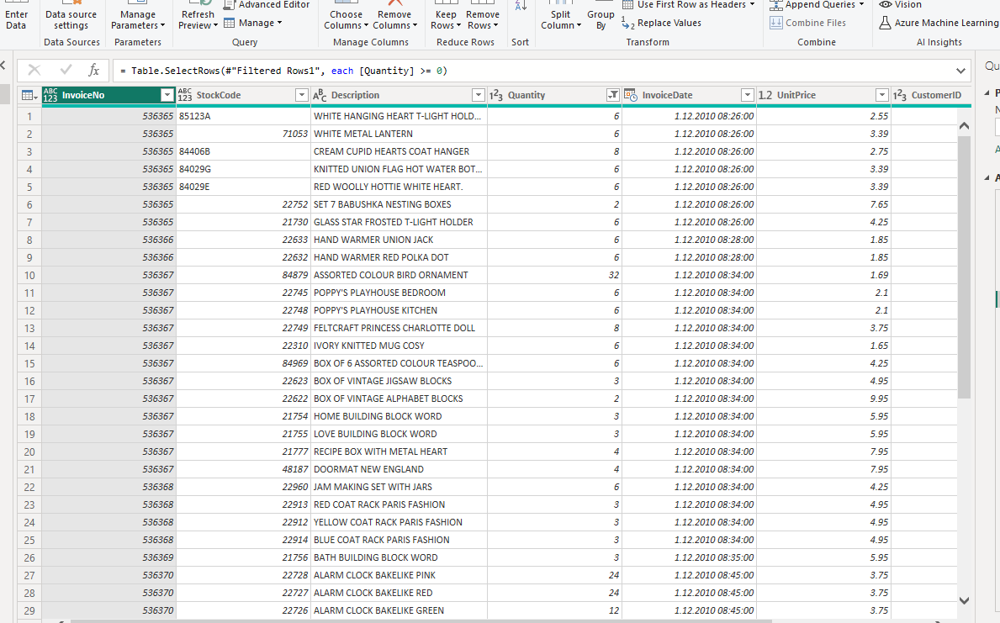 Enter Data Data source settings Manage Parameters Refresh Preview Advanced Editor Manage Choose Columns Remove Columns Keep Rows Remove Rows Split Column Group By Use First Row as Headers Replace Values Append Queries Combine Files Vision Azure Machine Learning
Data Sources Parameters Query Manage Columns Reduce Rows Sort Transform Combine AI Insights
fx = Table.SelectRows(#"Filtered Rows1", each [Quantity] >= 0)
ABC 123 InvoiceNo ABC 123 StockCode ABC Description 123 Quantity InvoiceDate 1.2 UnitPrice 123 CustomerID
1 536365 85123A WHITE HANGING HEART T-LIGHT HOLD... 6 1.12.2010 08:26:00 2.55
2 536365 71053 WHITE METAL LANTERN 6 1.12.2010 08:26:00 3.39
3 536365 84406B CREAM CUPID HEARTS COAT HANGER 8 1.12.2010 08:26:00 2.75
4 536365 84029G KNITTED UNION FLAG HOT WATER BOT... 6 1.12.2010 08:26:00 3.39
5 536365 84029E RED WOOLLY HOTTIE WHITE HEART. 6 1.12.2010 08:26:00 3.39
6 536365 22752 SET 7 BABUSHKA NESTING BOXES 2 1.12.2010 08:26:00 7.65
7 536365 21730 GLASS STAR FROSTED T-LIGHT HOLDER 6 1.12.2010 08:26:00 4.25
8 536366 22633 HAND WARMER UNION JACK 6 1.12.2010 08:28:00 1.85
9 536366 22632 HAND WARMER RED POLKA DOT 6 1.12.2010 08:28:00 1.85
10 536367 84879 ASSORTED COLOUR BIRD ORNAMENT 32 1.12.2010 08:34:00 1.69
11 536367 22745 POPPY'S PLAYHOUSE BEDROOM 6 1.12.2010 08:34:00 2.1
12 536367 22748 POPPY'S PLAYHOUSE KITCHEN 6 1.12.2010 08:34:00 2.1
13 536367 22749 FELTCRAFT PRINCESS CHARLOTTE DOLL 8 1.12.2010 08:34:00 3.75
14 536367 22310 IVORY KNITTED MUG COSY 6 1.12.2010 08:34:00 1.65
15 536367 84969 BOX OF 6 ASSORTED COLOUR TEASPOO... 6 1.12.2010 08:34:00 4.25
16 536367 22623 BOX OF VINTAGE JIGSAW BLOCKS 3 1.12.2010 08:34:00 4.95
17 536367 22622 BOX OF VINTAGE ALPHABET BLOCKS 2 1.12.2010 08:34:00 9.95
18 536367 21754 HOME BUILDING BLOCK WORD 3 1.12.2010 08:34:00 5.95
19 536367 21755 LOVE BUILDING BLOCK WORD 3 1.12.2010 08:34:00 5.95
20 536367 21777 RECIPE BOX WITH METAL HEART 4 1.12.2010 08:34:00 7.95
21 536367 48187 DOORMAT NEW ENGLAND 4 1.12.2010 08:34:00 7.95
22 536368 22960 JAM MAKING SET WITH JARS 6 1.12.2010 08:34:00 4.25
23 536368 22913 RED COAT RACK PARIS FASHION 3 1.12.2010 08:34:00 4.95
24 536368 22912 YELLOW COAT RACK PARIS FASHION 3 1.12.2010 08:34:00 4.95
25 536368 22914 BLUE COAT RACK PARIS FASHION 3 1.12.2010 08:34:00 4.95
26 536369 21756 BATH BUILDING BLOCK WORD 3 1.12.2010 08:35:00 5.95
27 536370 22728 ALARM CLOCK BAKELIKE PINK 24 1.12.2010 08:45:00 3.75
28 536370 22727 ALARM CLOCK BAKELIKE RED 24 1.12.2010 08:45:00 3.75
29 536370 22726 ALARM CLOCK BAKELIKE GREEN 12 1.12.2010 08:45:00 3.75